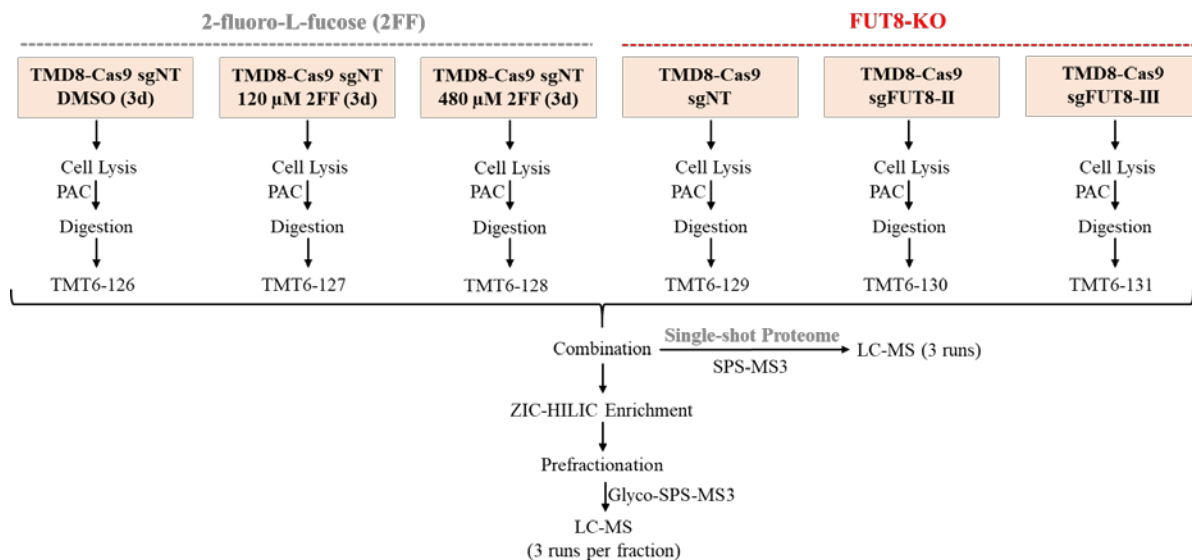 2-fluoro-L-fucose (2FF)
FUT8-KO
TMD8-Cas9 sgNT
DMSO (3d)
TMD8-Cas9 sgNT
120 µM 2FF (3d)
TMD8-Cas9 sgNT
480 µM 2FF (3d)
TMD8-Cas9
sgNT
TMD8-Cas9
sgFUT8-II
TMD8-Cas9
sgFUT8-III
Cell Lysis
Cell Lysis
Cell Lysis
Cell Lysis
Cell Lysis
Cell Lysis
PAC
PAC
PAC
PAC
PAC
PAC
Digestion
Digestion
Digestion
Digestion
Digestion
Digestion
TMT6-126
TMT6-127
TMT6-128
TMT6-129
TMT6-130
TMT6-131
Combination
Single-shot Proteome
SPS-MS3
LC-MS (3 runs)
ZIC-HILIC Enrichment
Prefractionation
Glyco-SPS-MS3
LC-MS
(3 runs per fraction)